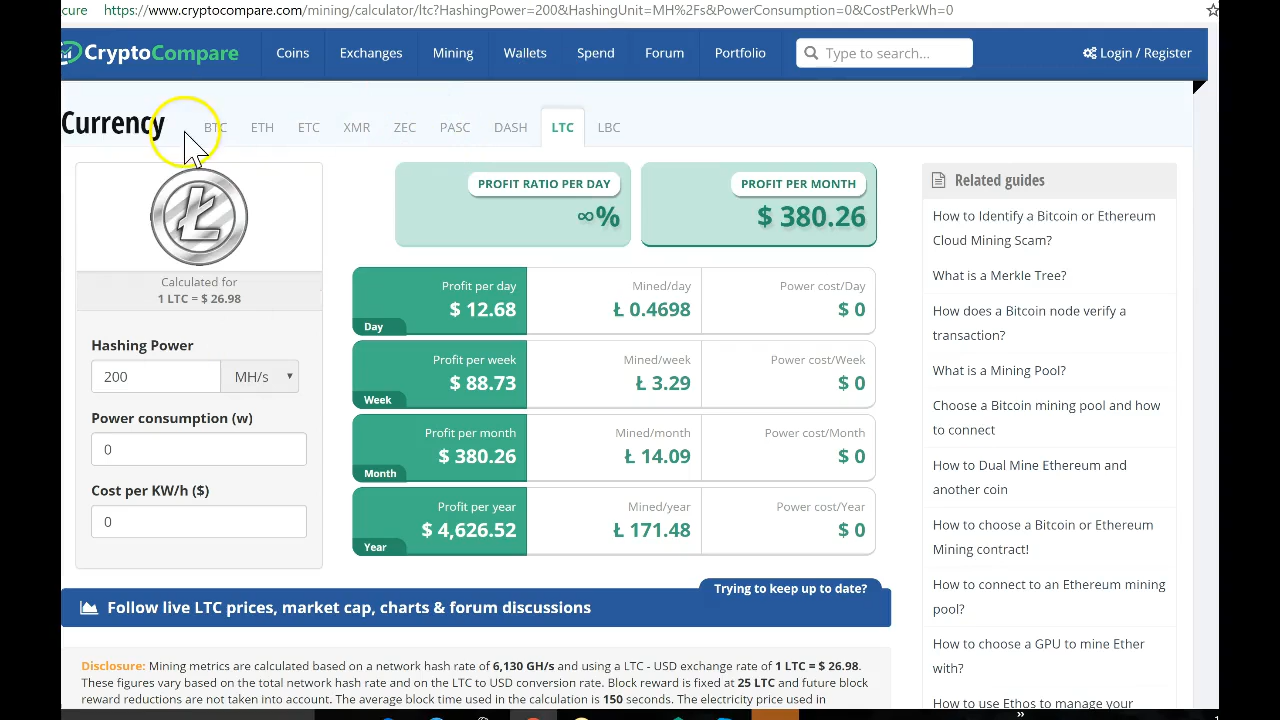 cure https://www.cryptocompare.com/mining/calculator/ltc?HashingPower=200&HashingUnit=MH%2Fs&PowerConsumption=0&CostPerkWh=0
CryptoCompare Coins Exchanges Mining Wallets Spend Forum Portfolio Type to search... Login / Register
Currency BTC ETH ETC XMR ZEC PASC DASH LTC LBC
Calculated for
1 LTC = $ 26.98
Hashing Power
200 MH/s
Power consumption (w)
0
Cost per KW/h ($)
0
PROFIT RATIO PER DAY
∞%
PROFIT PER MONTH
$ 380.26
Profit per day Mined/day Power cost/Day
$ 12.68 Ł 0.4698 $ 0
Day
Profit per week Mined/week Power cost/Week
$ 88.73 Ł 3.29 $ 0
Week
Profit per month Mined/month Power cost/Month
$ 380.26 Ł 14.09 $ 0
Month
Profit per year Mined/year Power cost/Year
$ 4,626.52 Ł 171.48 $ 0
Year
Trying to keep up to date?
Follow live LTC prices, market cap, charts & forum discussions
Disclosure: Mining metrics are calculated based on a network hash rate of 6,130 GH/s and using a LTC - USD exchange rate of 1 LTC = $ 26.98.
These figures vary based on the total network hash rate and on the LTC to USD conversion rate. Block reward is fixed at 25 LTC and future block
reward reductions are not taken into account. The average block time used in the calculation is 150 seconds. The electricity price used in
Related guides
How to Identify a Bitcoin or Ethereum
Cloud Mining Scam?
What is a Merkle Tree?
How does a Bitcoin node verify a
transaction?
What is a Mining Pool?
Choose a Bitcoin mining pool and how
to connect
How to Dual Mine Ethereum and
another coin
How to choose a Bitcoin or Ethereum
Mining contract!
How to connect to an Ethereum mining
pool?
How to choose a GPU to mine Ether
with?
How to use Ethos to manage your